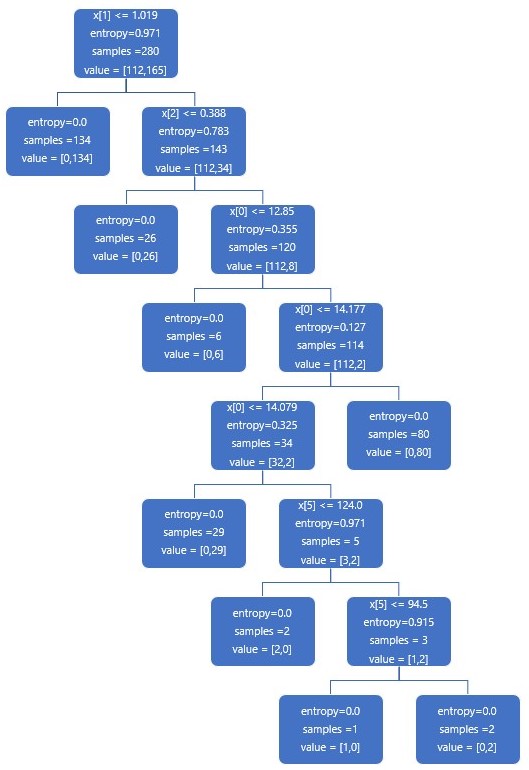 x[1] <= 1.019
entropy=0.971
samples =280
value = [112,165]
entropy=0.0
samples =134
value = [0,134]
x[2] <= 0.388
entropy=0.783
samples =143
value = [112,34]
entropy=0.0
samples =26
value = [0,26]
x[0] <= 12.85
entropy=0.355
samples =120
value = [112,8]
entropy=0.0
samples =6
value = [0,6]
x[0] <= 14.177
entropy=0.127
samples =114
value = [112,2]
x[0] <= 14.079
entropy=0.325
samples =34
value = [32,2]
entropy=0.0
samples =80
value = [0,80]
entropy=0.0
samples =29
value = [0,29]
x[5] <= 124.0
entropy=0.971
samples = 5
value = [3,2]
entropy=0.0
samples =2
value = [2,0]
x[5] <= 94.5
entropy=0.915
samples = 3
value = [1,2]
entropy=0.0
samples =1
value = [1,0]
entropy=0.0
samples =2
value = [0,2]